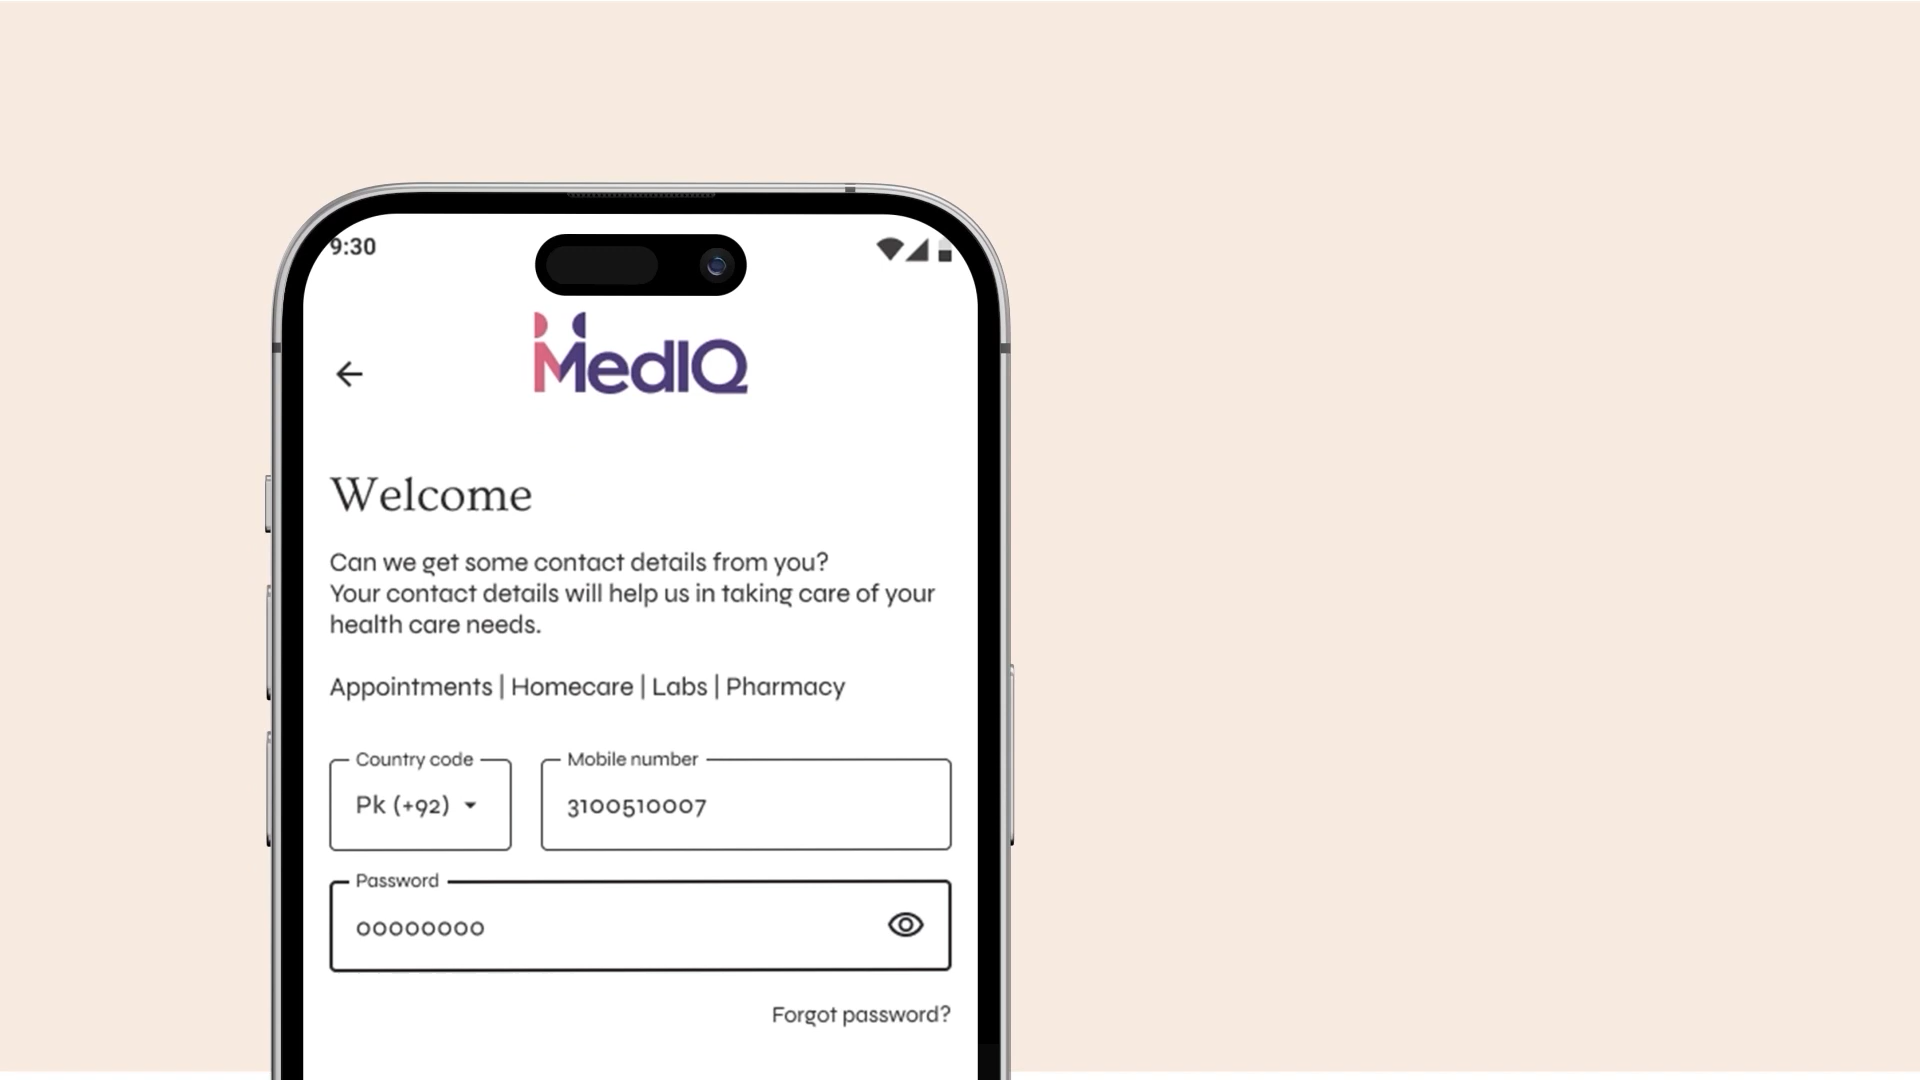 9:30
MedIQ
Welcome
Can we get some contact details from you?
Your contact details will help us in taking care of your
health care needs.
Appointments | Homecare | Labs | Pharmacy
Country code
Mobile number
Pk (+92)
3100510007
Password
oooooooo
Forgot password?